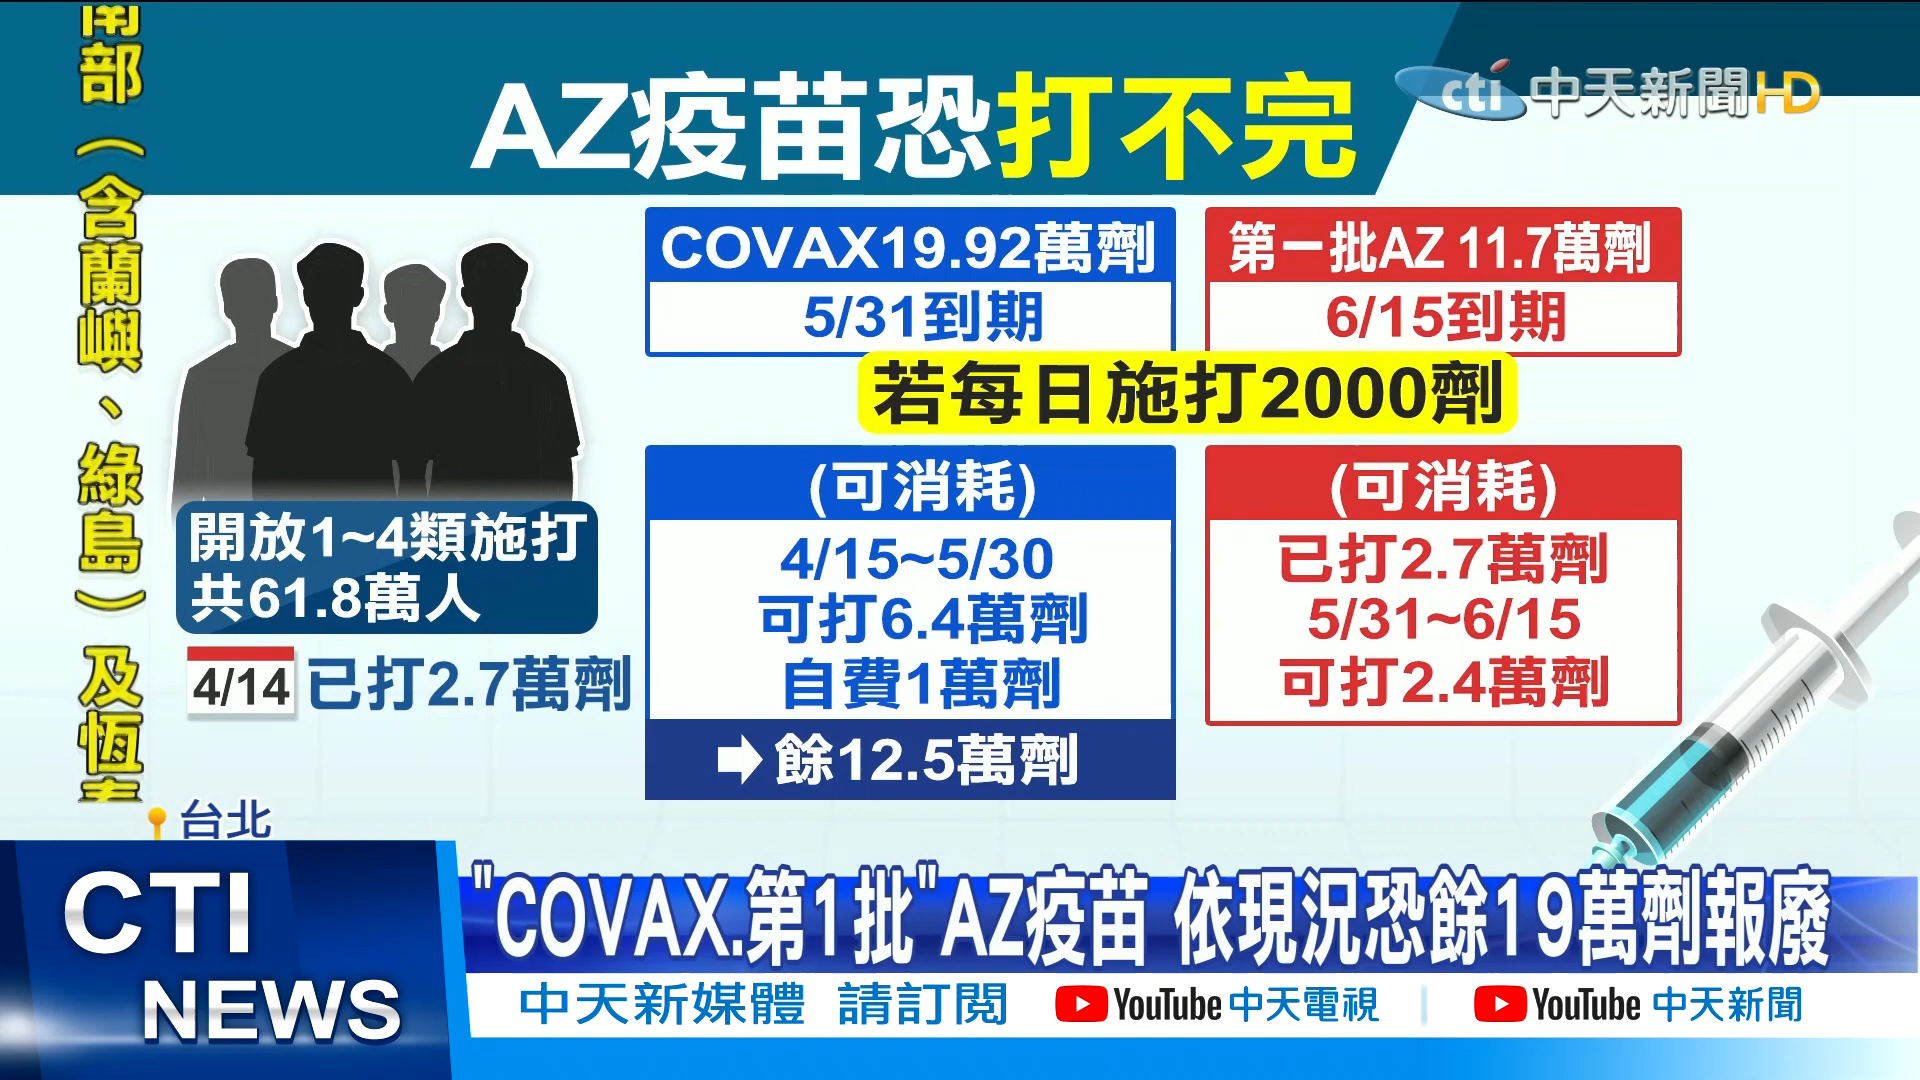 AZ疫苗恐打不完
cti 中天新聞HD
部（含蘭嶼、綠島）及恆
COVAX19.92萬劑
5/31到期
第一批AZ 11.7萬劑
6/15到期
若每日施打2000劑
開放1~4類施打
共61.8萬人
4/14 已打2.7萬劑
(可消耗)
4/15~5/30
可打6.4萬劑
自費1萬劑
餘12.5萬劑
(可消耗)
已打2.7萬劑
5/31~6/15
可打2.4萬劑
台北
CTI
NEWS
"COVAX.第1批"AZ疫苗 依現況恐餘19萬劑報廢
中天新媒體 請訂閱 YouTube 中天電視 | YouTube 中天新聞